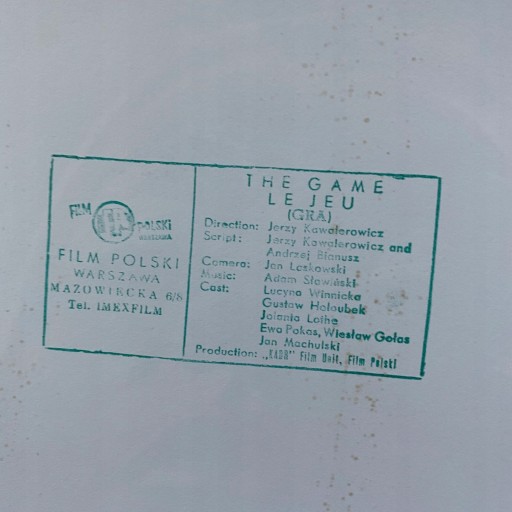 FILM
POLSKI
WARSZAWA
FILM POLSKI
WARSZAWA
MAZOWIECKA 6/8
Tel. IMEXFILM
THE GAME
LE JEU
(GRA)
Direction: Jerzy Kawalerowicz
Script: Jerzy Kawalerowicz and
Andrzej Bianusz
Camera: Jan Laskowski
Music: Adam Sławiński
Cast: Lucyna Winnicka
Gustaw Holoubek
Jolanta Lothe
Ewa Pokas, Wiesław Gołas
Jan Machulski
Production: „KADR" Film Unit, Film Polski